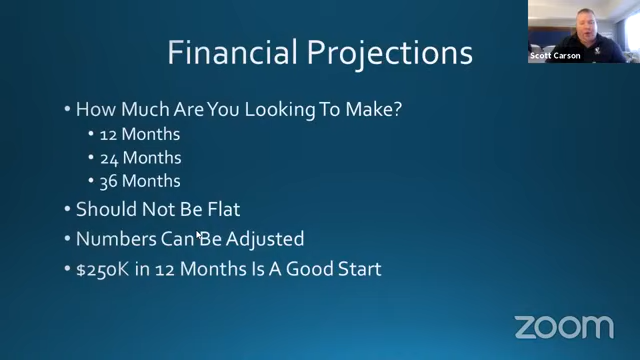 Financial Projections
Scott Carson
• How Much Are You Looking To Make?
• 12 Months
• 24 Months
• 36 Months
• Should Not Be Flat
• Numbers Can Be Adjusted
• $250K in 12 Months Is A Good Start
zoom